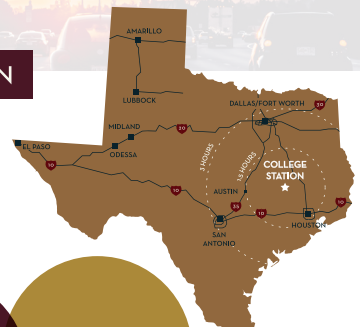 N
AMARILLO
LUBBOCK
DALLAS/FORT WORTH
30
MIDLAND
20
EL PASO
ODESSA
3 HOURS
1.5 HOURS
COLLEGE
STATION
10
10
AUSTIN
35
10
10
SAN
ANTONIO
HOUSTON